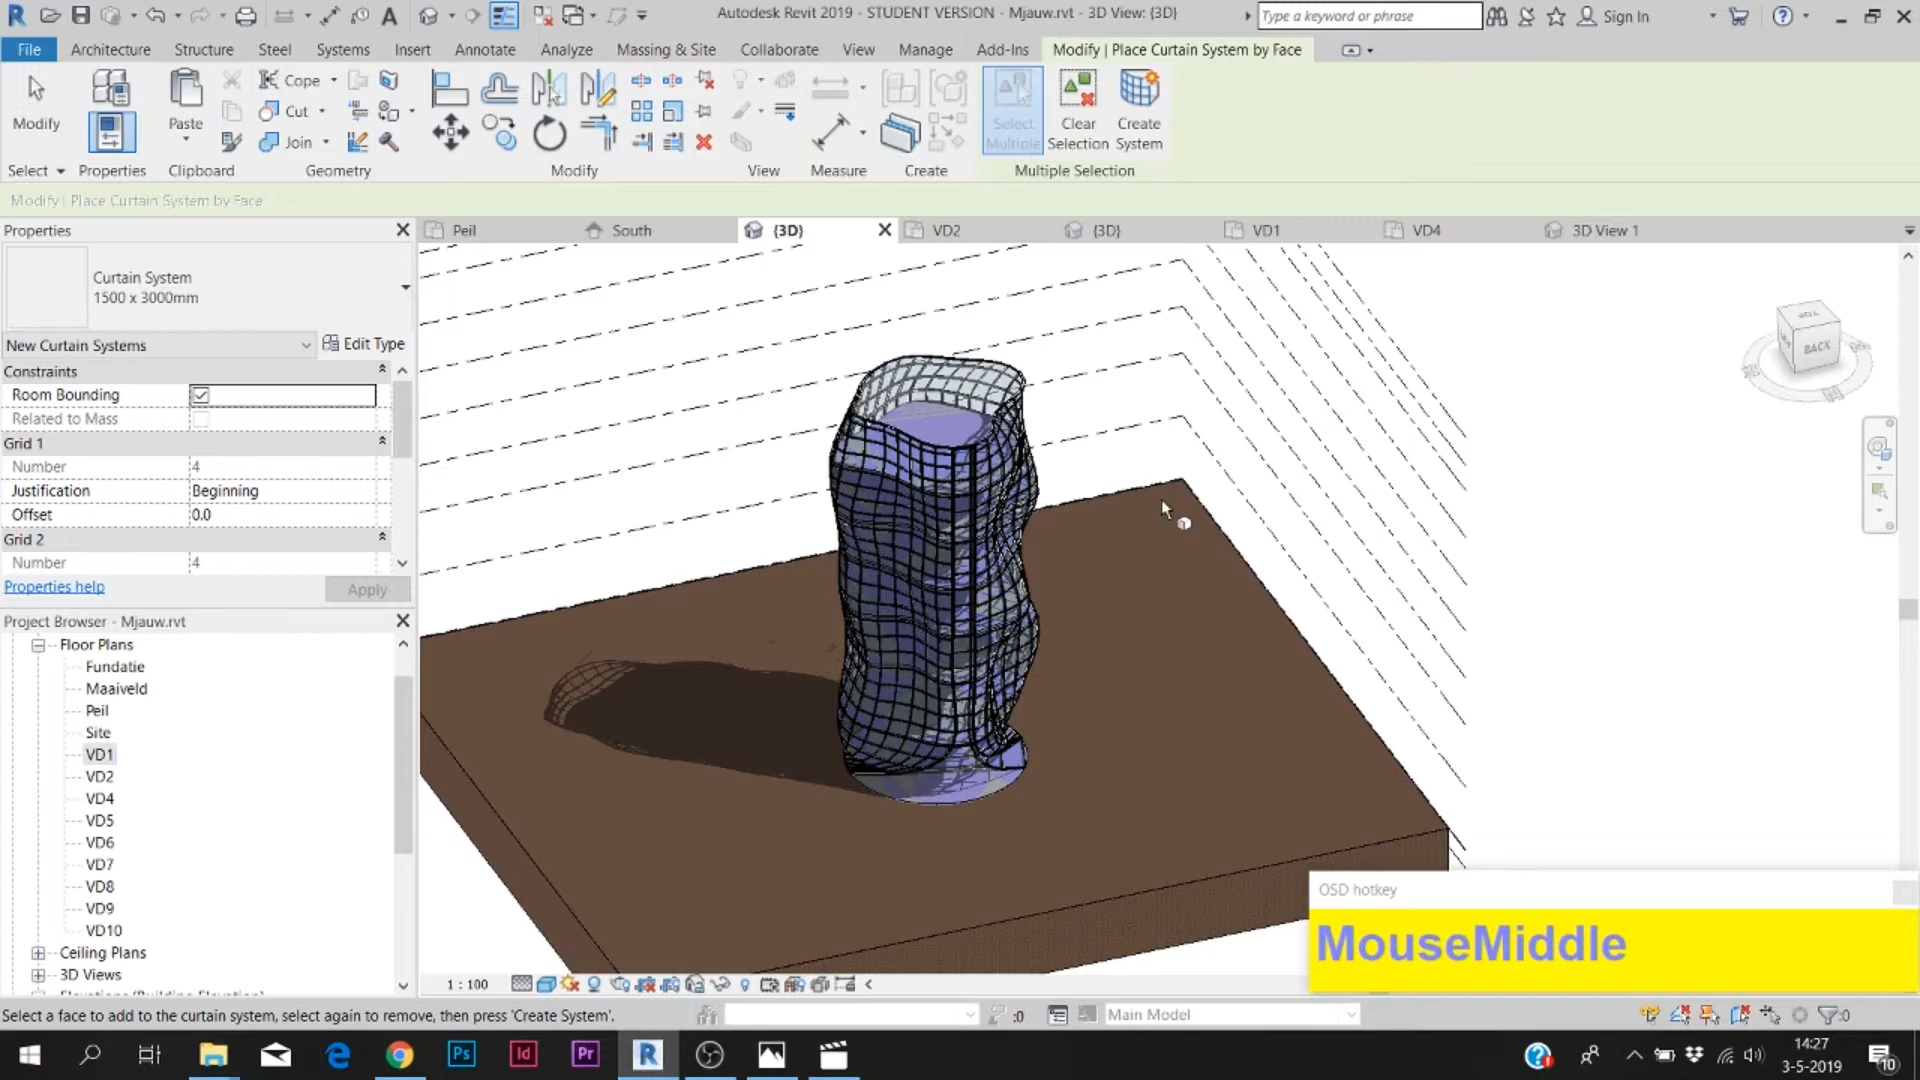 Autodesk Revit 2019 - STUDENT VERSION - Mjauw.rvt - 3D View: {3D}
Type a keyword or phrase
Sign In
File Architecture Structure Steel Systems Insert Annotate Analyze Massing & Site Collaborate View Manage Add-Ins Modify | Place Curtain System by Face
Modify
Paste
Cope
Cut
Join
Select Multiple
Clear Selection
Create System
Select Properties Clipboard Geometry Modify View Measure Create Multiple Selection
Modify | Place Curtain System by Face
Properties
Peil South {3D} VD2 {3D} VD1 VD4 3D View 1
Curtain System
1500 x 3000mm
New Curtain Systems
Edit Type
Constraints
Room Bounding
Related to Mass
Grid 1
Number 4
Justification Beginning
Offset 0.0
Grid 2
Number 4
Properties help
Apply
Project Browser - Mjauw.rvt
Floor Plans
Fundatie
Maaiveld
Peil
Site
VD1
VD2
VD4
VD5
VD6
VD7
VD8
VD9
VD10
Ceiling Plans
3D Views
TOP
BACK
OSD hotkey
MouseMiddle
1 : 100
Select a face to add to the curtain system, select again to remove, then press 'Create System'.
:0
Main Model
:0
Ps Id Pr R
14:27
3-5-2019
10